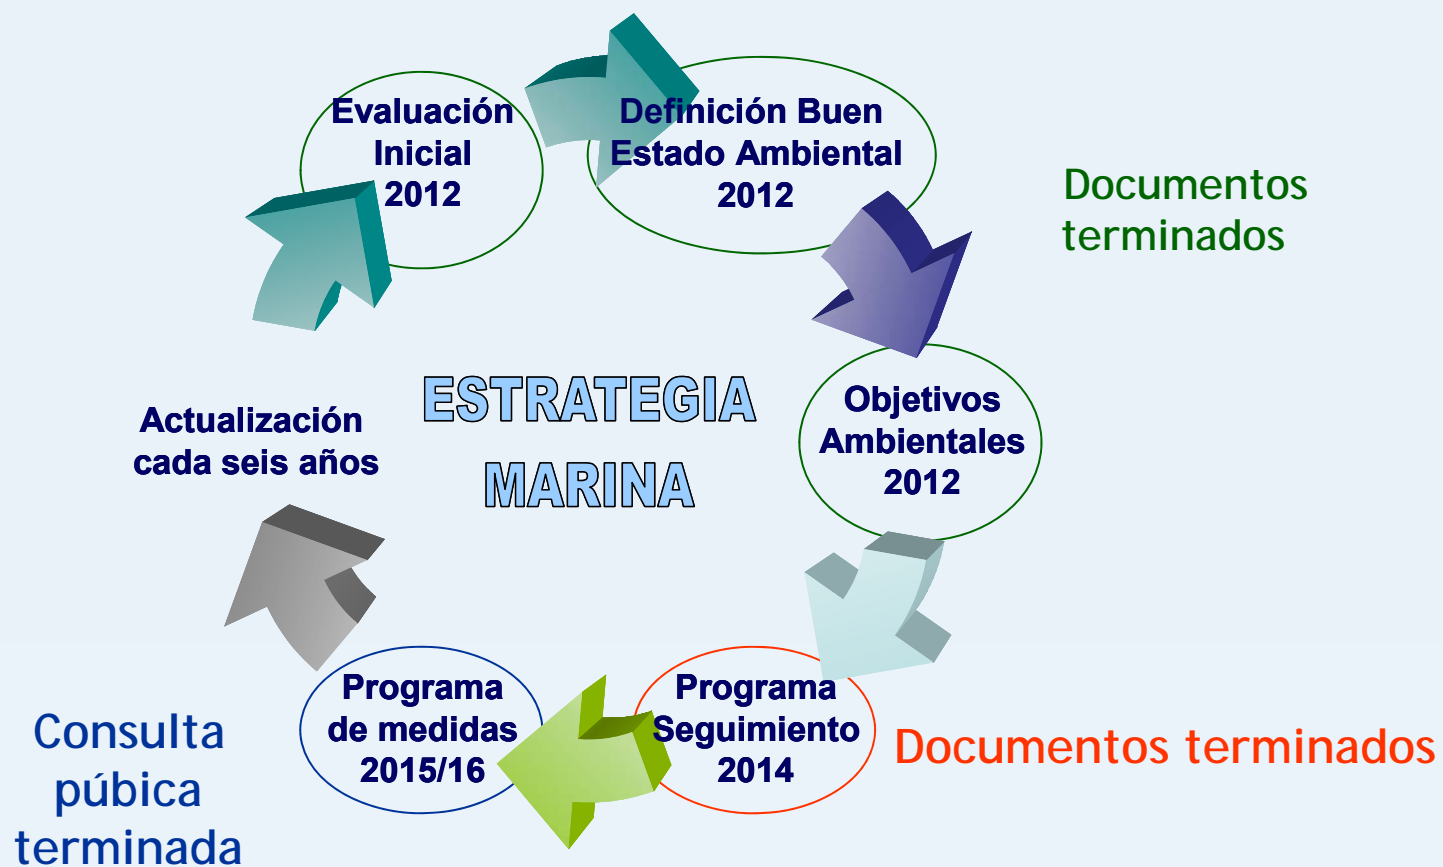 Evaluación
Inicial
2012
Definición Buen
Estado Ambiental
2012
Documentos
terminados
Objetivos
Ambientales
2012
ESTRATEGIA
MARINA
Actualización
cada seis años
Programa
de medidas
2015/16
Programa
Seguimiento
2014
Documentos terminados
Consulta
púbica
terminada